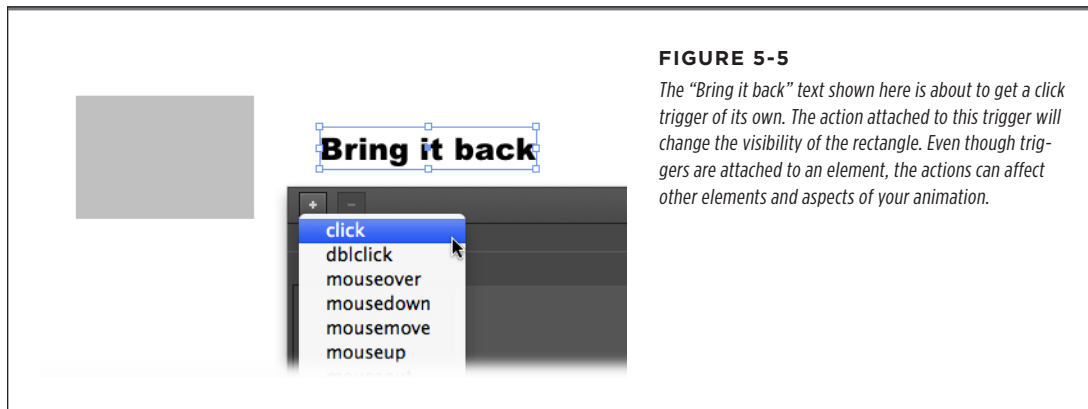 FIGURE 5-5
The “Bring it back” text shown here is about to get a click
trigger of its own. The action attached to this trigger will
change the visibility of the rectangle. Even though trig-
gers are attached to an element, the actions can affect
other elements and aspects of your animation.
Bring it back
click
dblclick
mouseover
mousedown
mousemove
mouseup